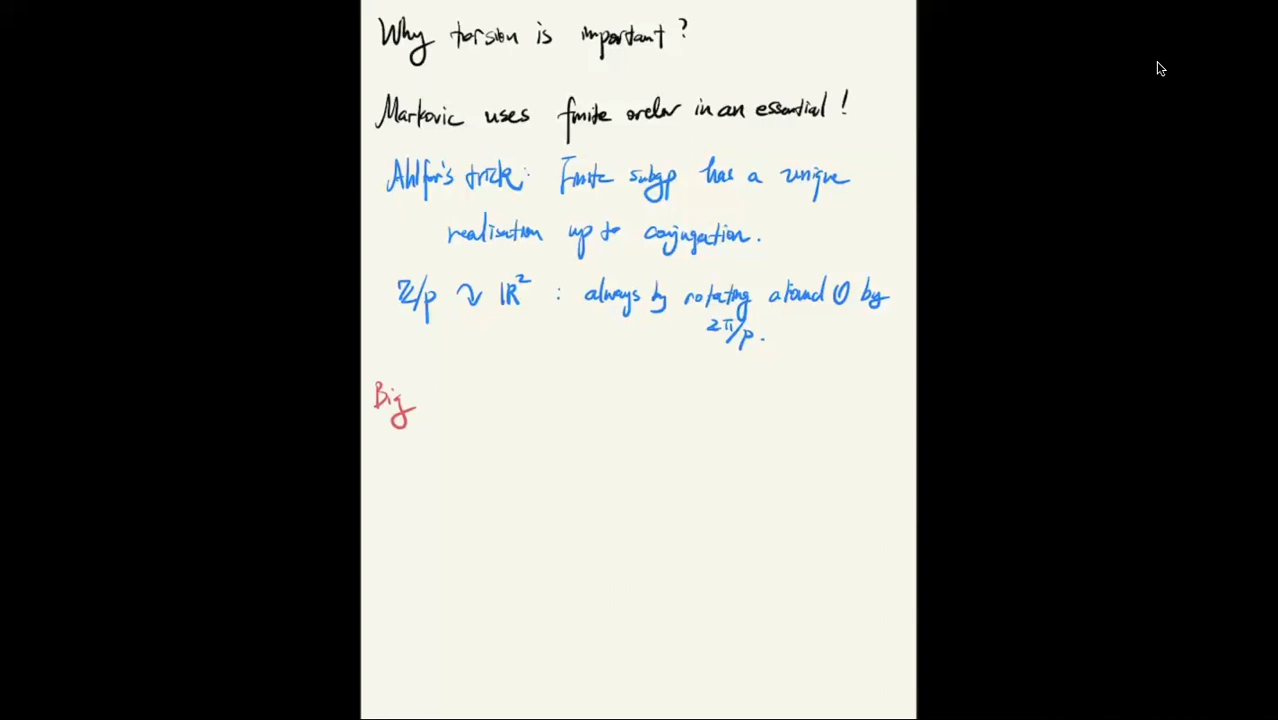 Why torsion is important?
Markovic uses finite order in an essential!
Ahlfor's trick: Finite subgp has a unique
realisation up to conjugation.
ℤ/p ↷ ℝ² : always by rotating around 0 by
2π/p.
Big